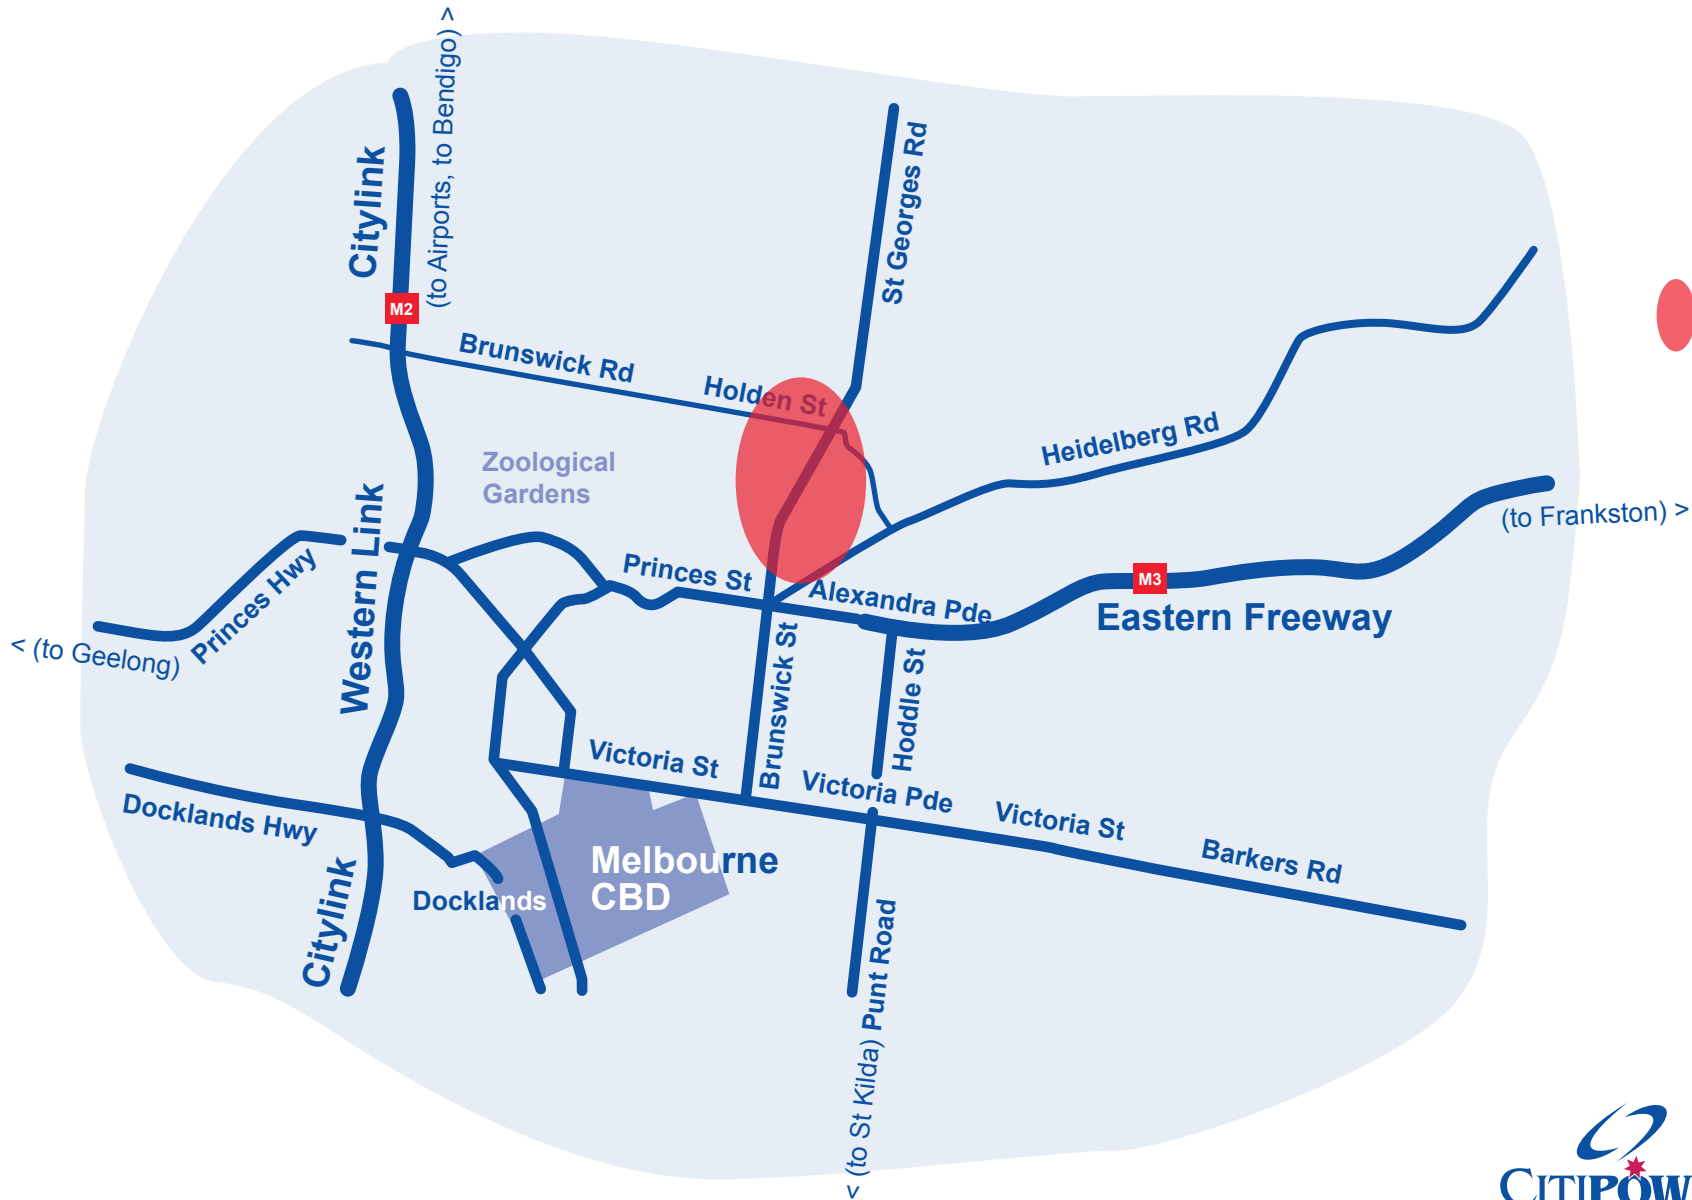 (to Airports, to Bendigo) >
Citylink
M2
St Georges Rd
Brunswick Rd
Holden St
Heidelberg Rd
Zoological
Gardens
(to Frankston) >
Western Link
Princes Hwy
< (to Geelong)
Princes St
Alexandra Pde
M3
Eastern Freeway
Brunswick St
Hoddle St
Victoria St
Victoria Pde
Victoria St
Barkers Rd
Docklands Hwy
Melbourne
CBD
Docklands
Citylink
Punt Road
< (to St Kilda)
CITIPOW